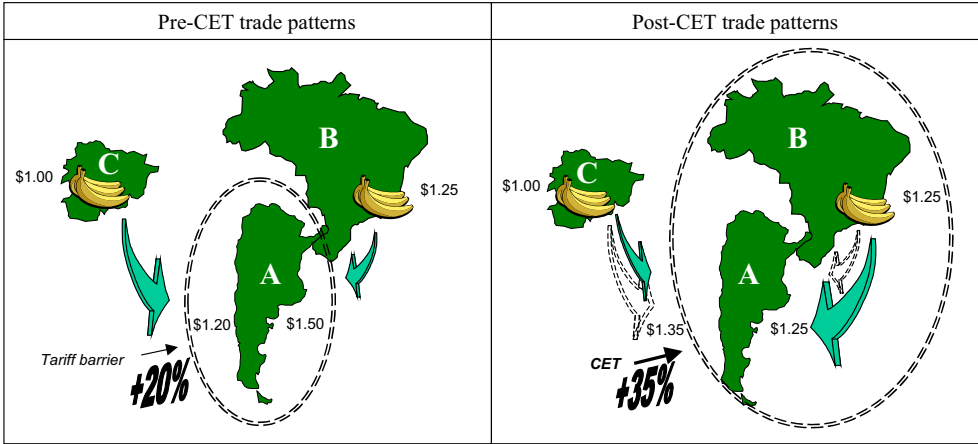 Pre-CET trade patterns
Post-CET trade patterns
B
C
$1.00
$1.25
A
$1.20
$1.50
Tariff barrier
+20%
B
C
$1.00
$1.25
A
$1.35
$1.25
CET
+35%